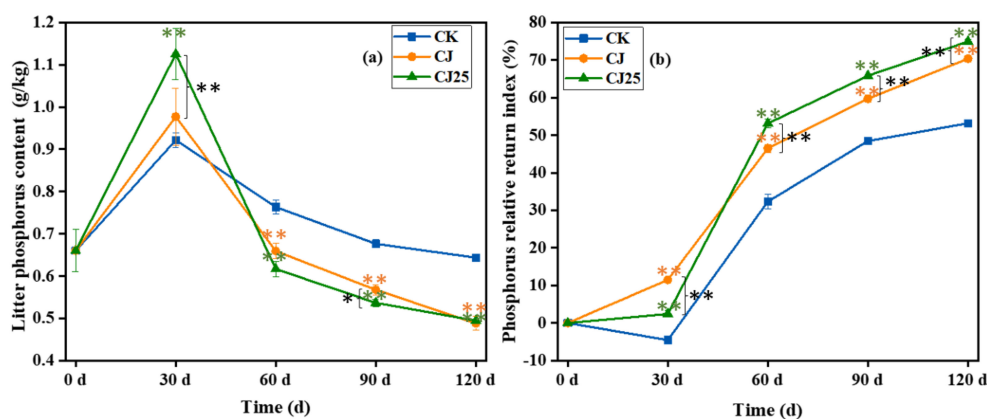 Litter phosphorus content (g/kg)
1.2
1.1
1.0
0.9
0.8
0.7
0.6
0.5
0.4
0 d 30 d 60 d 90 d 120 d
Time (d)
(a)
CK
CJ
CJ25
**
**
**
**
**
**
*
**
**
Phosphorus relative return index (%)
80
70
60
50
40
30
20
10
0
-10
0 d 30 d 60 d 90 d 120 d
Time (d)
(b)
CK
CJ
CJ25
**
**
**
**
**
**
**
**
**
**
**
**